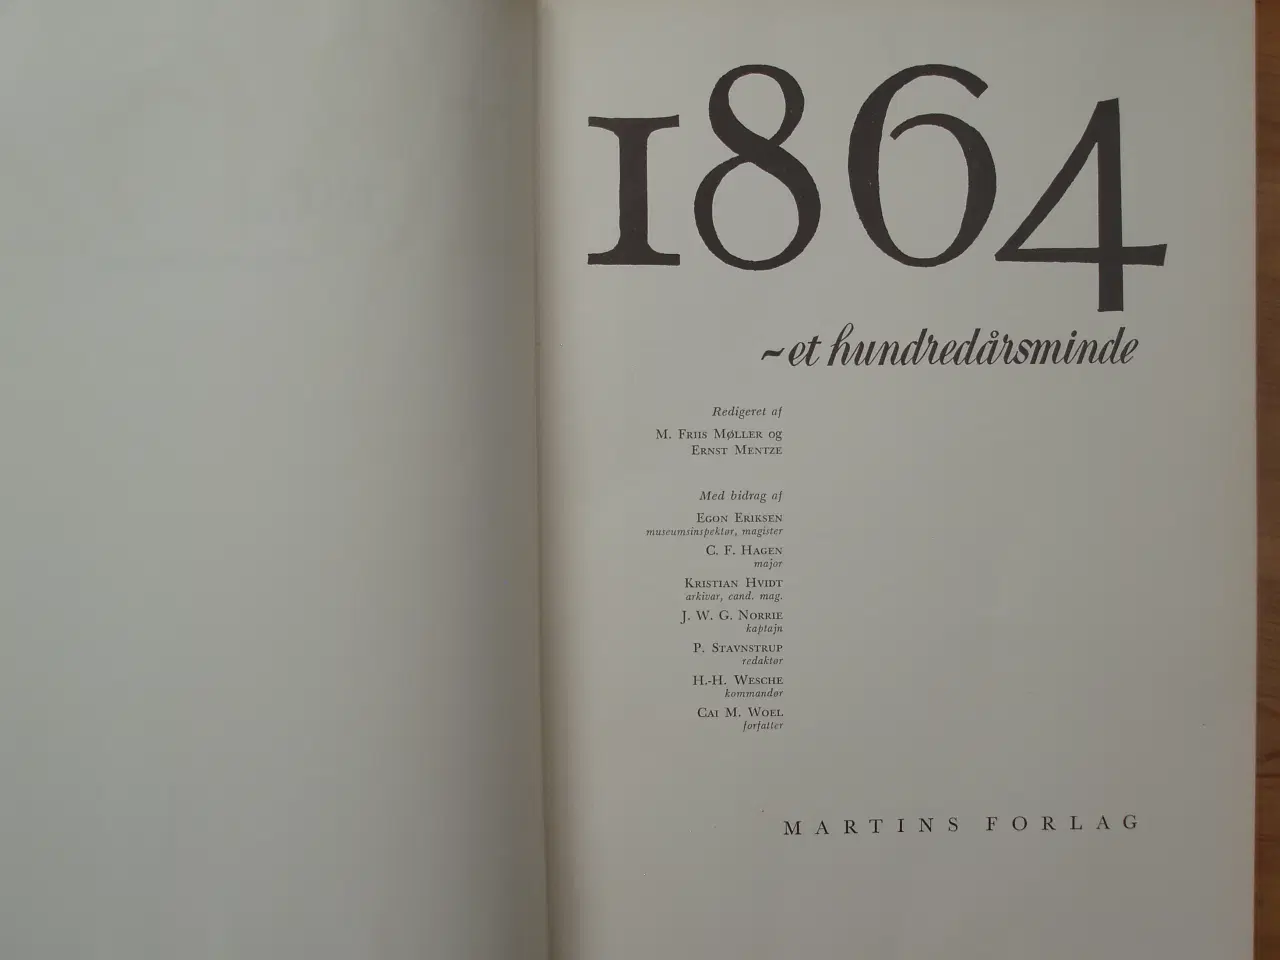 1864
~et hundredårsminde
Redigeret af
M. Friis Møller og
Ernst Mentze
Med bidrag af
Egon Eriksen
museumsinspektør, magister
C. F. Hagen
major
Kristian Hvidt
arkivar, cand. mag.
J. W. G. Norrie
kaptajn
P. Stavnstrup
redaktør
H.-H. Wesche
kommandør
Cai M. Woel
forfatter
MARTINS FORLAG